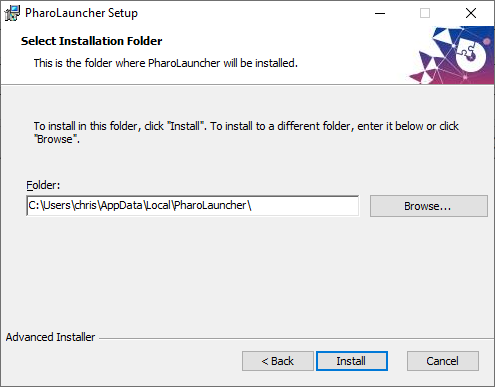 PharoLauncher Setup
Select Installation Folder
This is the folder where PharoLauncher will be installed.
To install in this folder, click "Install". To install to a different folder, enter it below or click
"Browse".
Folder:
C:\Users\chris\AppData\Local\PharoLauncher\
Browse...
Advanced Installer
< Back
Install
Cancel